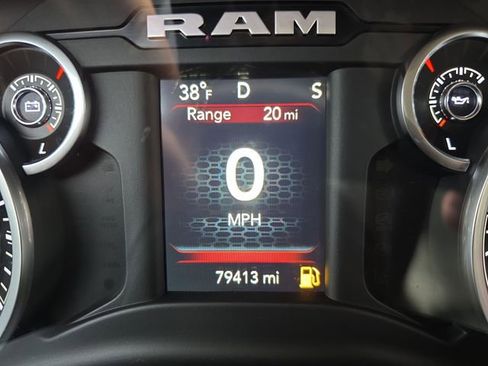 RAM
38°F D S
Range 20 mi
L 0 L
MPH
79413 mi